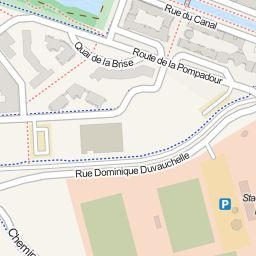 Rue du Canal
Quai de la Brise
Route de la Pompadour
Rue Dominique Duvauchelle
P
Sta
Chemin